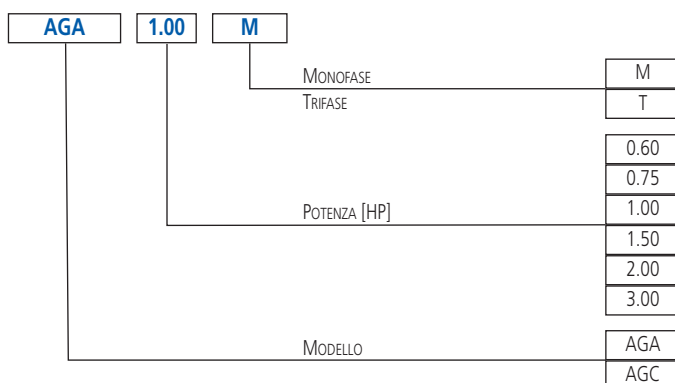 AGA 1.00 M
MONOFASE M
TRIFASE T
0.60
0.75
POTENZA [HP] 1.00
1.50
2.00
3.00
MODELLO AGA
AGC